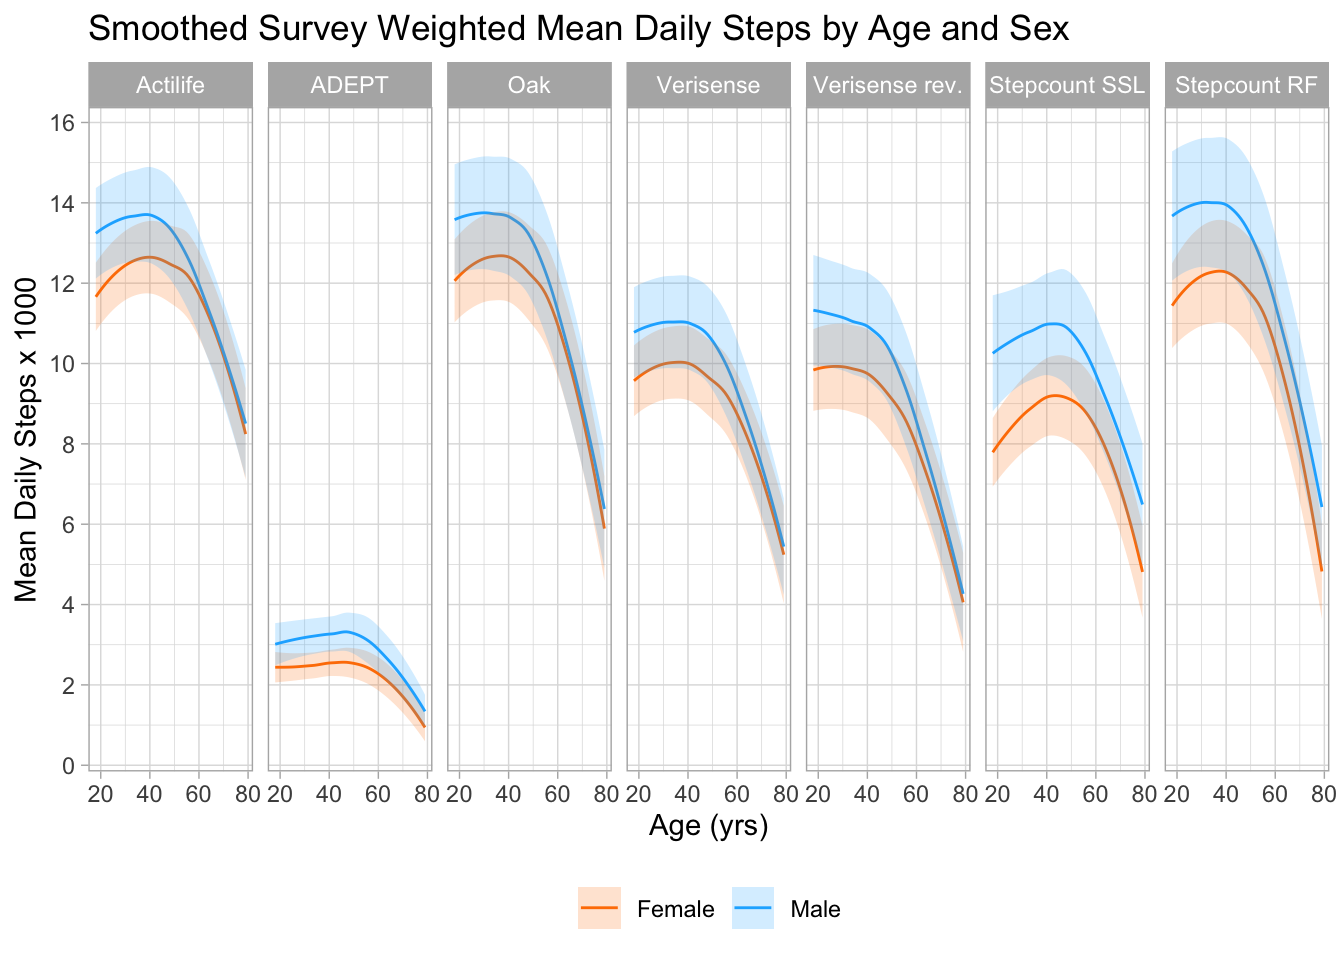 Smoothed Survey Weighted Mean Daily Steps by Age and Sex
Actilife ADEPT Oak Verisense Verisense rev. Stepcount SSL Stepcount RF
16
14
12
10
8
6
4
2
0
Mean Daily Steps x 1000
20 40 60 80 20 40 60 80 20 40 60 80 20 40 60 80 20 40 60 80 20 40 60 80 20 40 60 80
Age (yrs)
Female Male